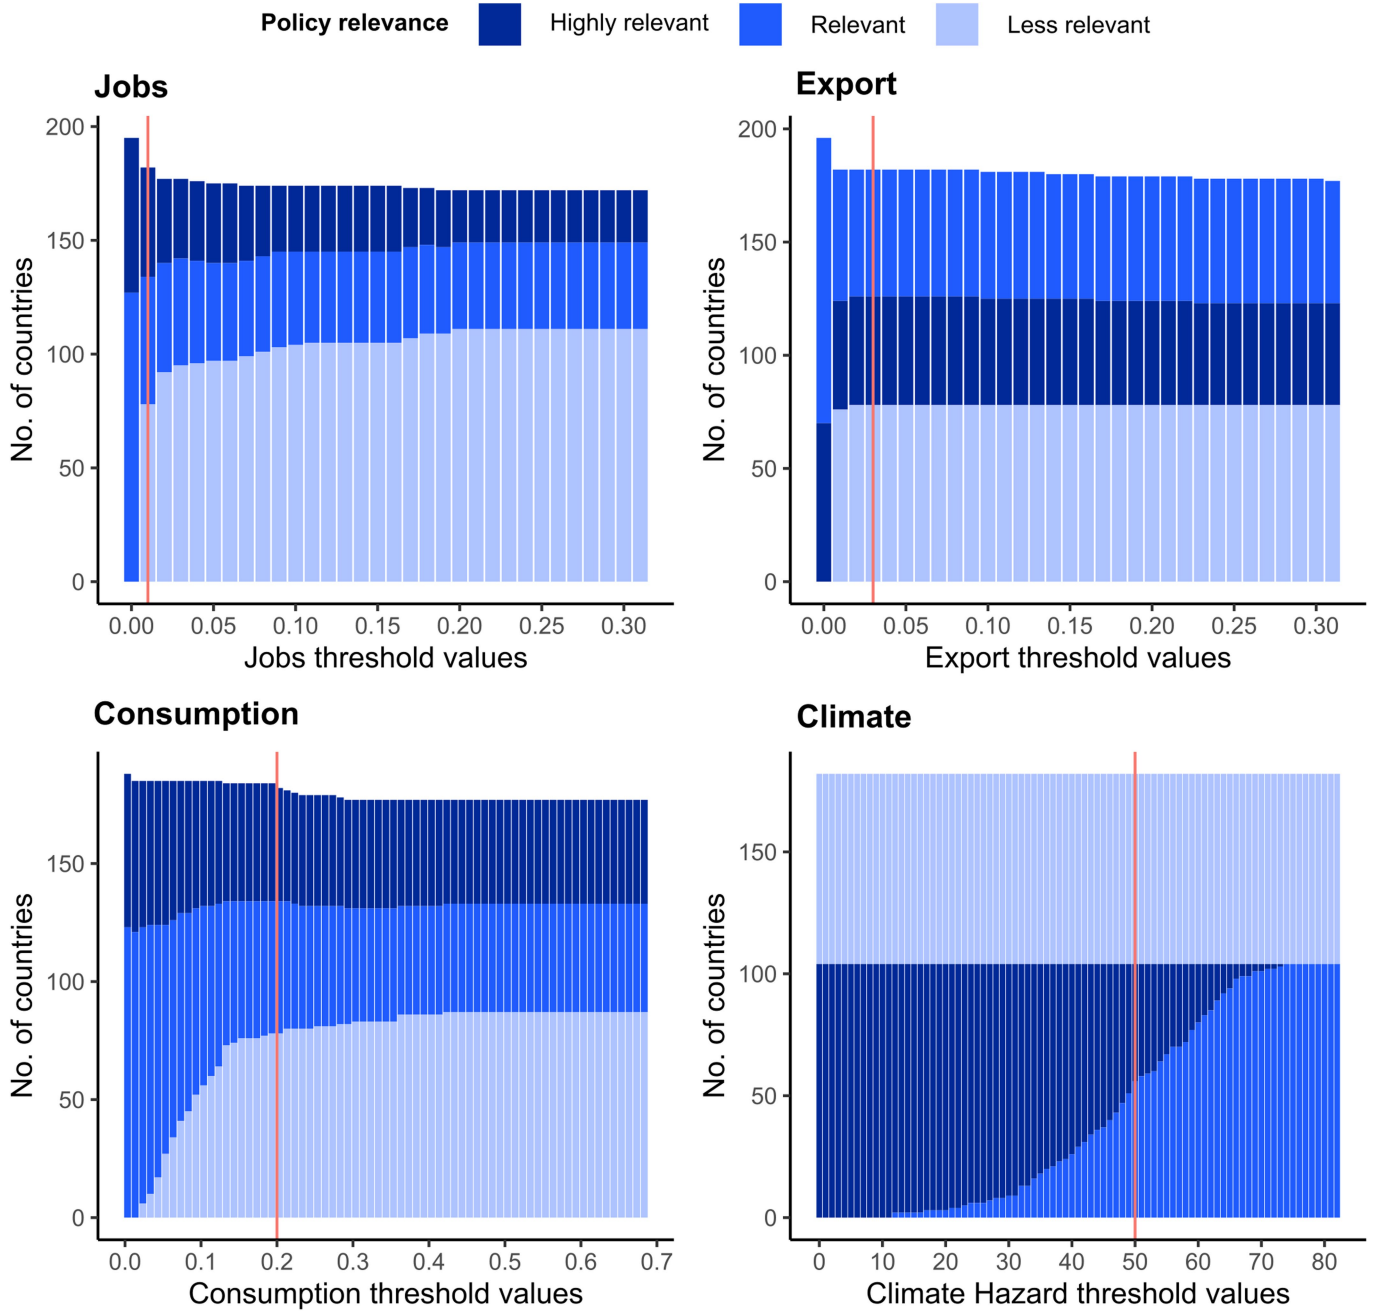 Policy relevance Highly relevant Relevant Less relevant
Jobs
No. of countries
200
150
100
50
0
0.00 0.05 0.10 0.15 0.20 0.25 0.30
Jobs threshold values
Export
No. of countries
200
150
100
50
0
0.00 0.05 0.10 0.15 0.20 0.25 0.30
Export threshold values
Consumption
No. of countries
150
100
50
0
0.0 0.1 0.2 0.3 0.4 0.5 0.6 0.7
Consumption threshold values
Climate
No. of countries
150
100
50
0
0 10 20 30 40 50 60 70 80
Climate Hazard threshold values